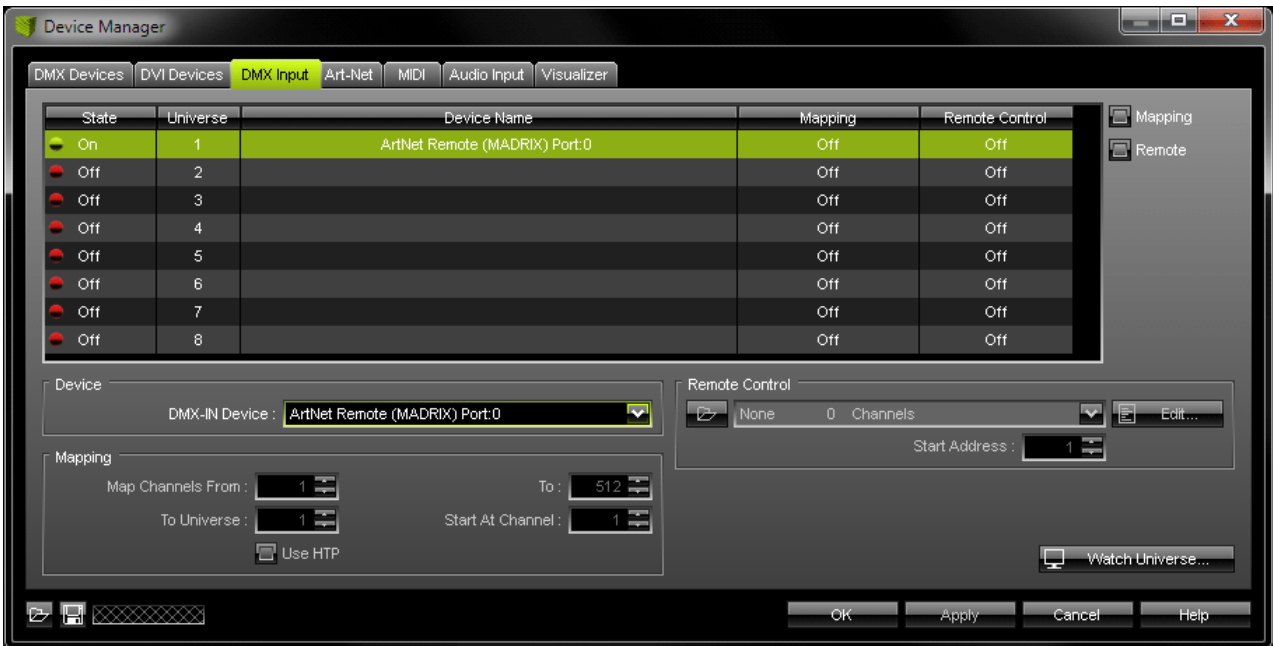 Device Manager
DMX Devices DVI Devices DMX Input Art-Net MIDI Audio Input Visualizer
State Universe Device Name Mapping Remote Control
On 1 ArtNet Remote (MADRIX) Port:0 Off Off
Off 2 Off Off
Off 3 Off Off
Off 4 Off Off
Off 5 Off Off
Off 6 Off Off
Off 7 Off Off
Off 8 Off Off
Mapping
Remote
Device
DMX-IN Device : ArtNet Remote (MADRIX) Port:0
Mapping
Map Channels From : 1 To : 512
To Universe : 1 Start At Channel : 1
Use HTP
Remote Control
None 0 Channels Edit...
Start Address : 1
Watch Universe...
OK Apply Cancel Help